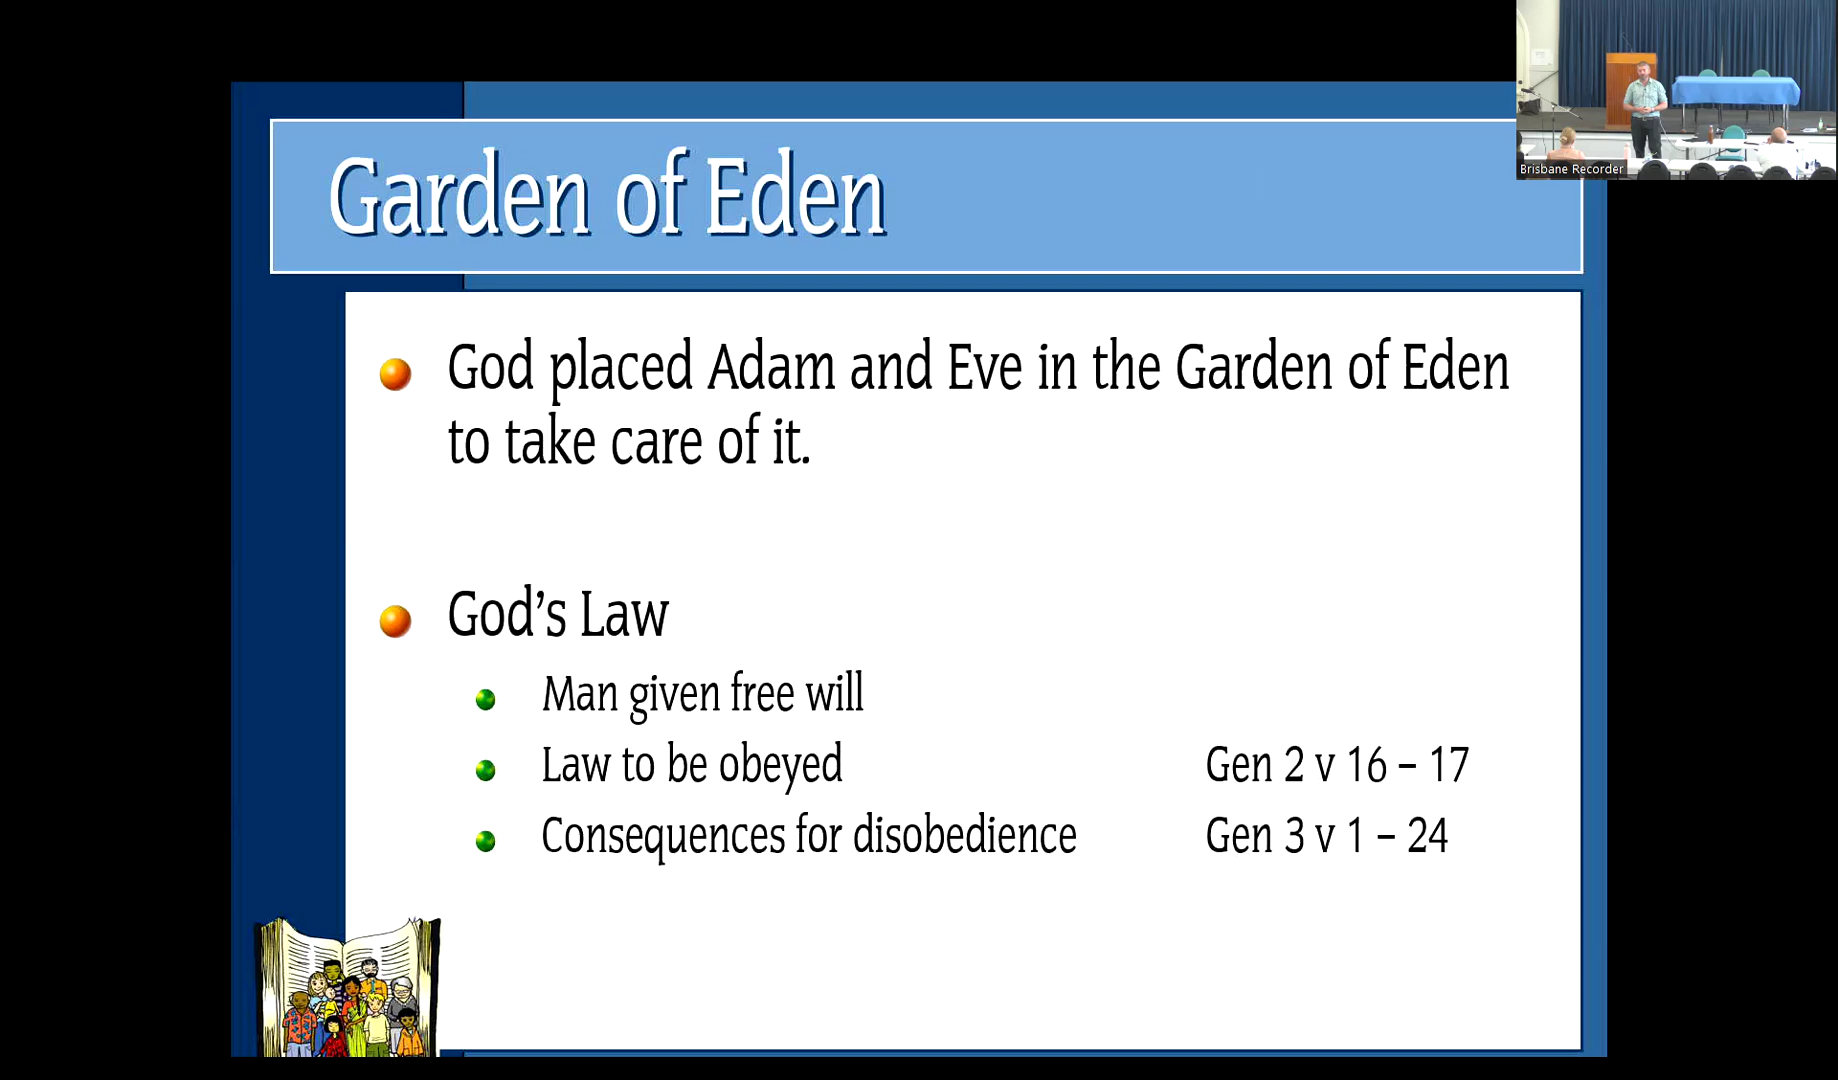 Garden of Eden
God placed Adam and Eve in the Garden of Eden
to take care of it.
God’s Law
Man given free will
Law to be obeyed Gen 2 v 16 – 17
Consequences for disobedience Gen 3 v 1 – 24
Brisbane Recorder